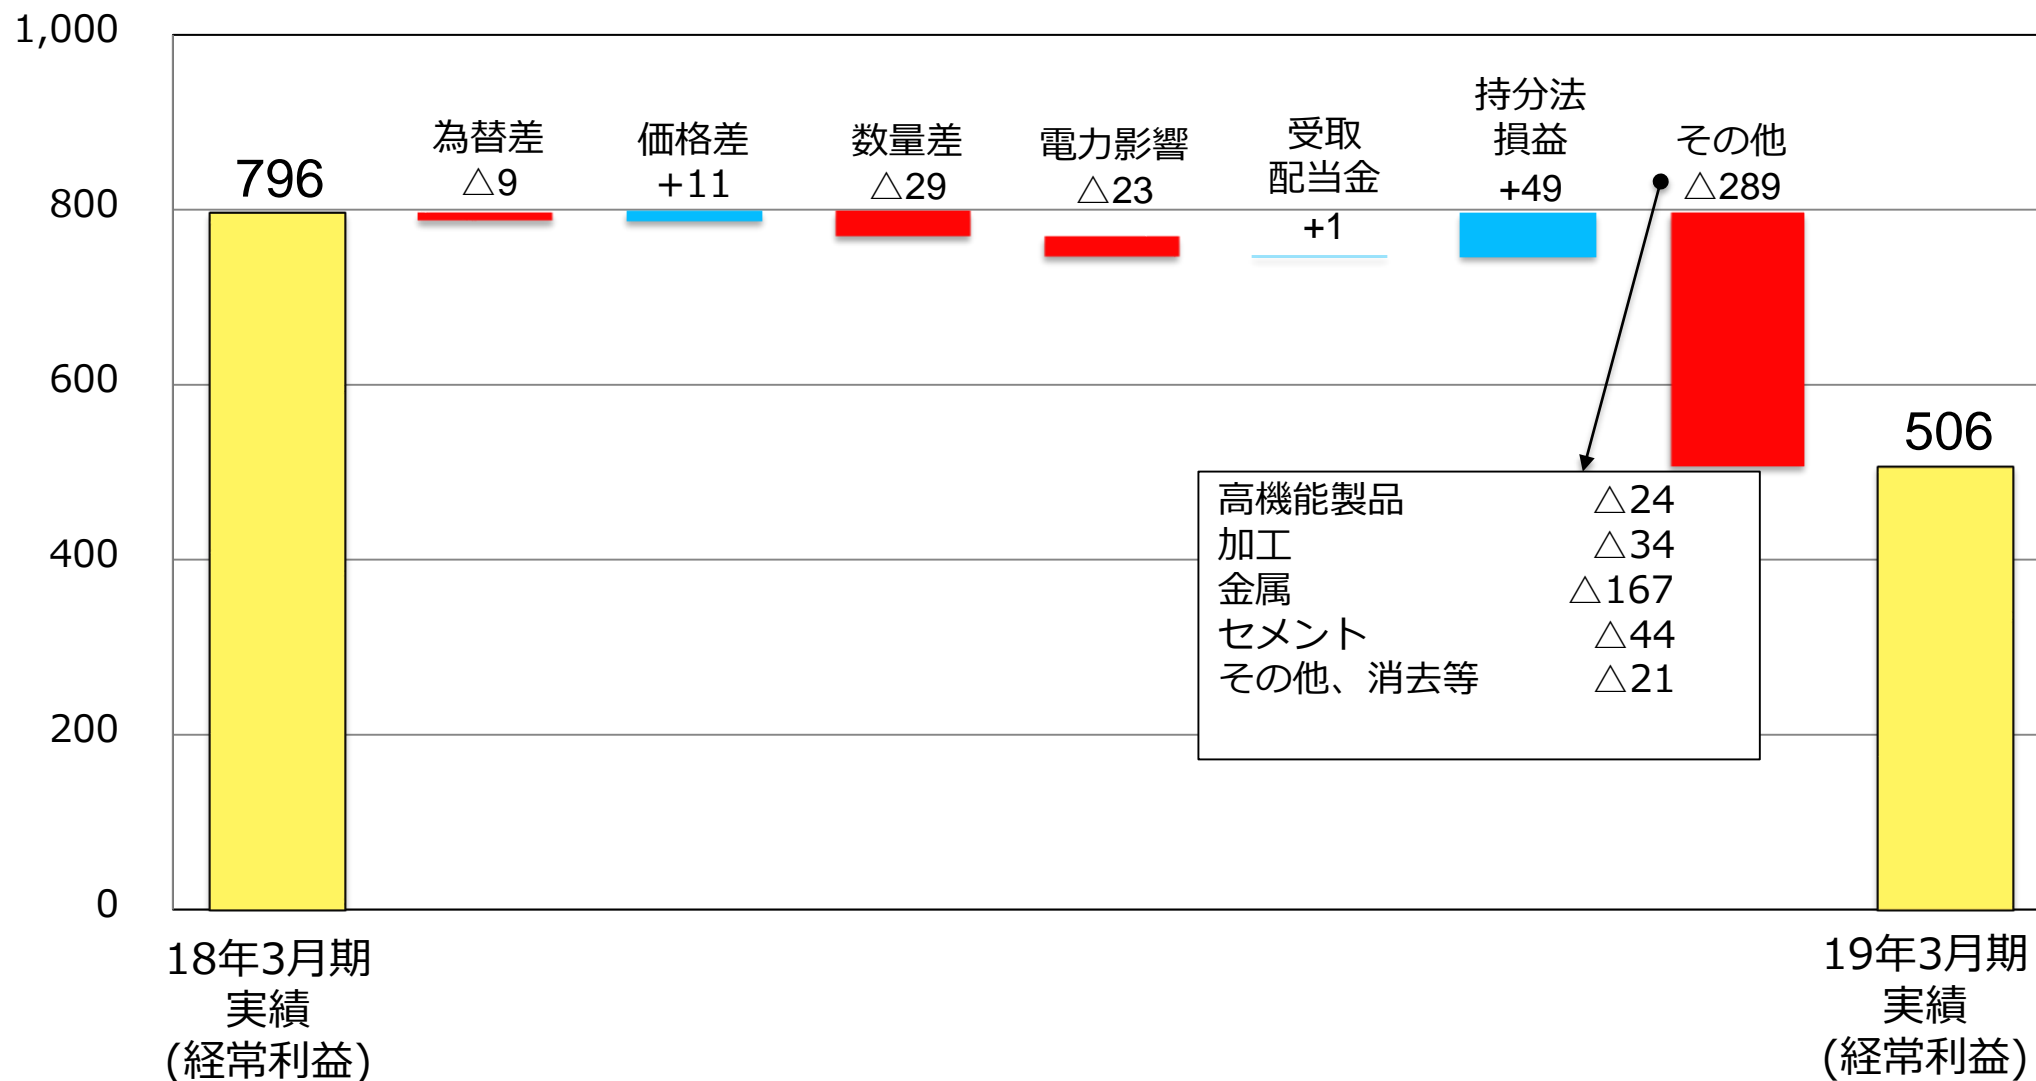 1,000
800
600
400
200
0
796
為替差
△9
価格差
+11
数量差
△29
電力影響
△23
受取
配当金
+1
持分法
損益
+49
その他
△289
506
高機能製品 △24
加工 △34
金属 △167
セメント △44
その他、消去等 △21
18年3月期
実績
(経常利益)
19年3月期
実績
(経常利益)